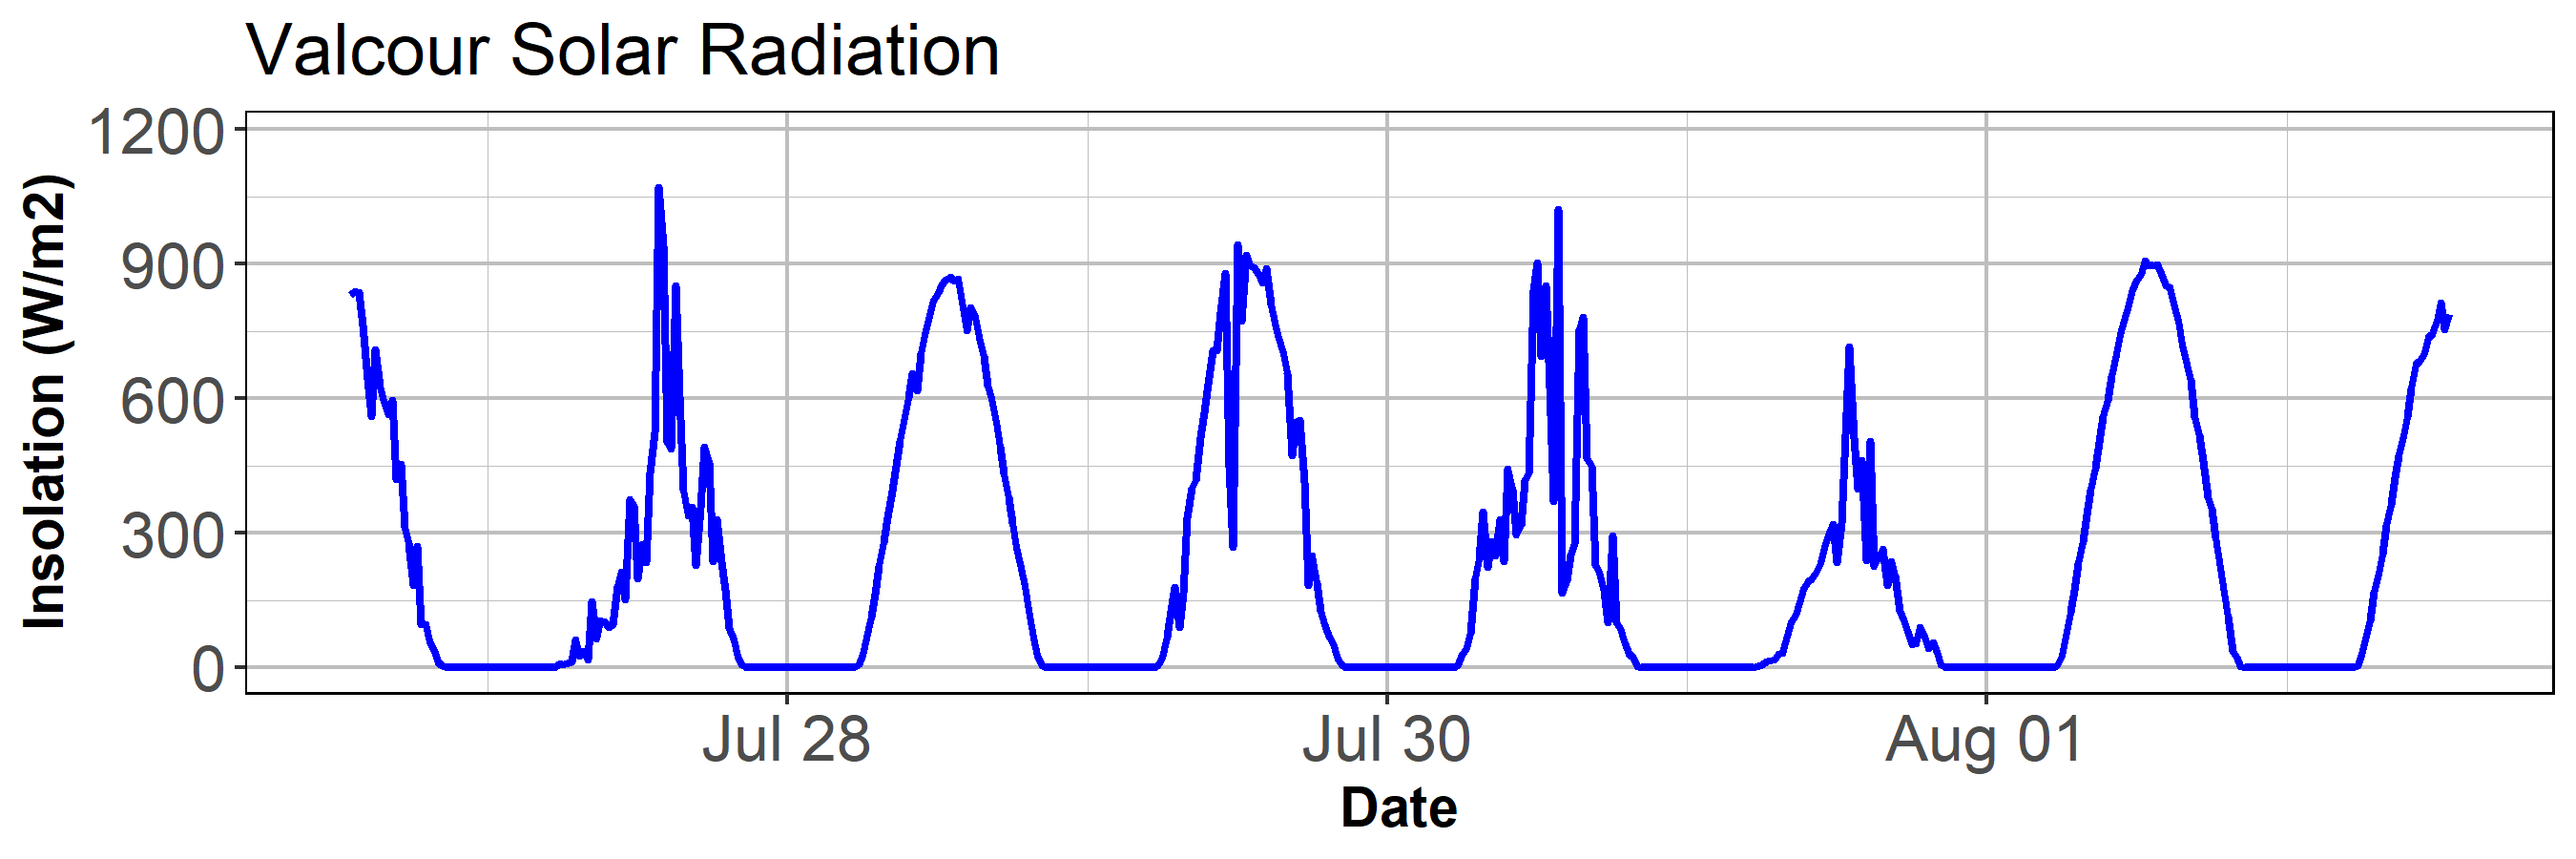 Valcour Solar Radiation
Insolation (W/m2)
1200
900
600
300
0
Jul 28
Jul 30
Aug 01
Date